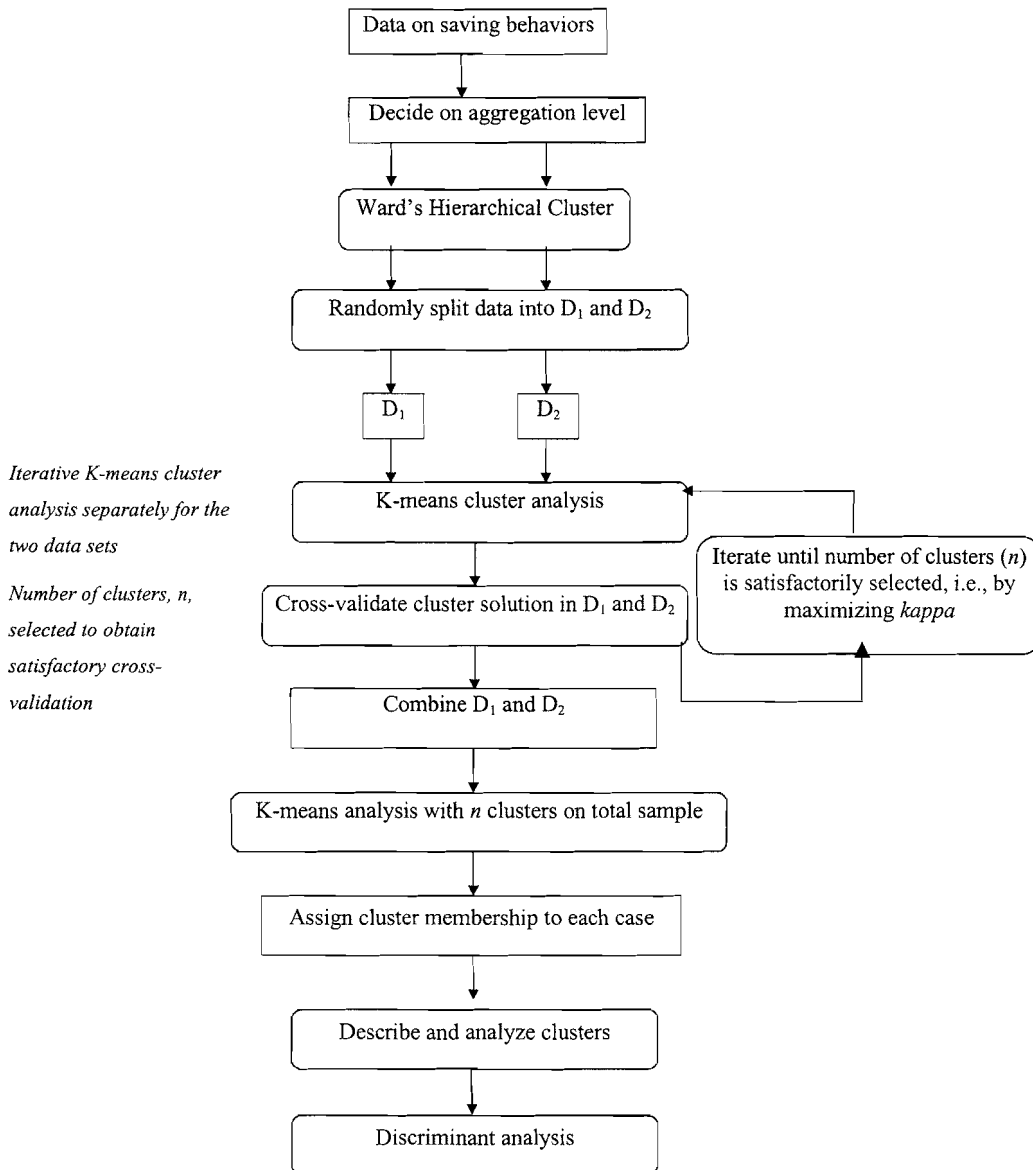 Data on saving behaviors
Decide on aggregation level
Ward's Hierarchical Cluster
Randomly split data into D₁ and D₂
D₁
D₂
Iterative K-means cluster
analysis separately for the
two data sets
Number of clusters, n,
selected to obtain
satisfactory cross-
validation
K-means cluster analysis
Iterate until number of clusters (n)
is satisfactorily selected, i.e., by
maximizing kappa
Cross-validate cluster solution in D₁ and D₂
Combine D₁ and D₂
K-means analysis with n clusters on total sample
Assign cluster membership to each case
Describe and analyze clusters
Discriminant analysis